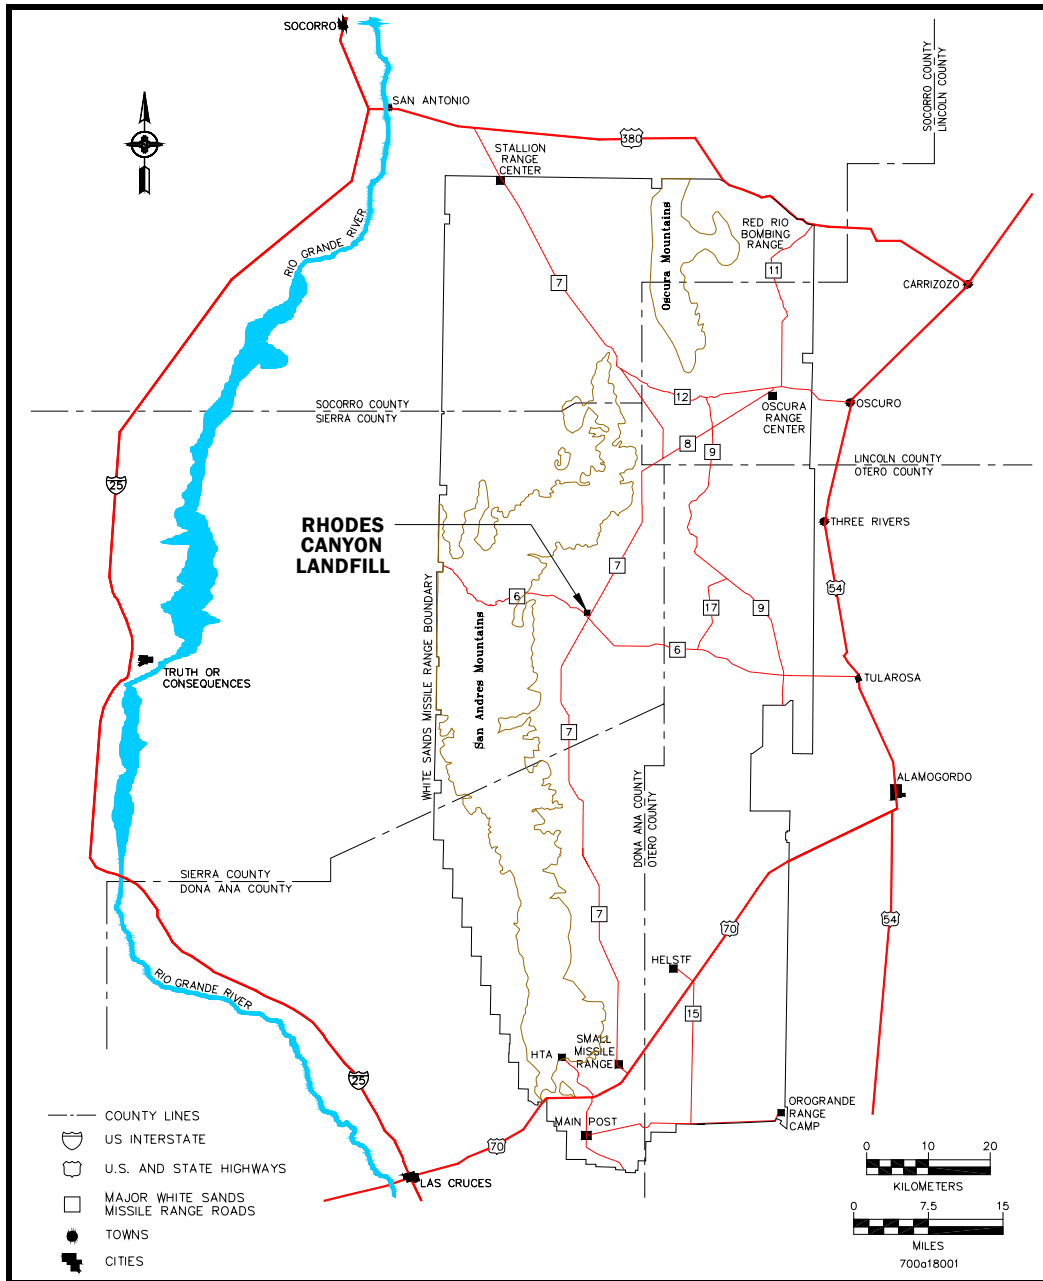 SOCORRO
SAN ANTONIO
SOCORRO COUNTY
LINCOLN COUNTY
380
STALLION
RANGE
CENTER
RIO GRANDE RIVER
Oscura Mountains
RED RIO
BOMBING
RANGE
11
7
CARRIZOZO
SOCORRO COUNTY
SIERRA COUNTY
12
OSCURA
RANGE
CENTER
OSCURO
8
9
LINCOLN COUNTY
OTERO COUNTY
25
RHODES
CANYON
LANDFILL
THREE RIVERS
7
54
6
17
9
WHITE SANDS MISSILE RANGE BOUNDARY
San Andres Mountains
6
TRUTH OR
CONSEQUENCES
TULAROSA
7
ALAMOGORDO
DONA ANA COUNTY
OTERO COUNTY
SIERRA COUNTY
DONA ANA COUNTY
7
70
54
HELSTF
RIO GRANDE RIVER
15
HTA
SMALL
MISSILE
RANGE
25
OROGRANDE
RANGE
CAMP
MAIN POST
70
LAS CRUCES
COUNTY LINES
US INTERSTATE
U.S. AND STATE HIGHWAYS
MAJOR WHITE SANDS
MISSILE RANGE ROADS
TOWNS
CITIES
0 10 20
KILOMETERS
0 7.5 15
MILES
700a18001